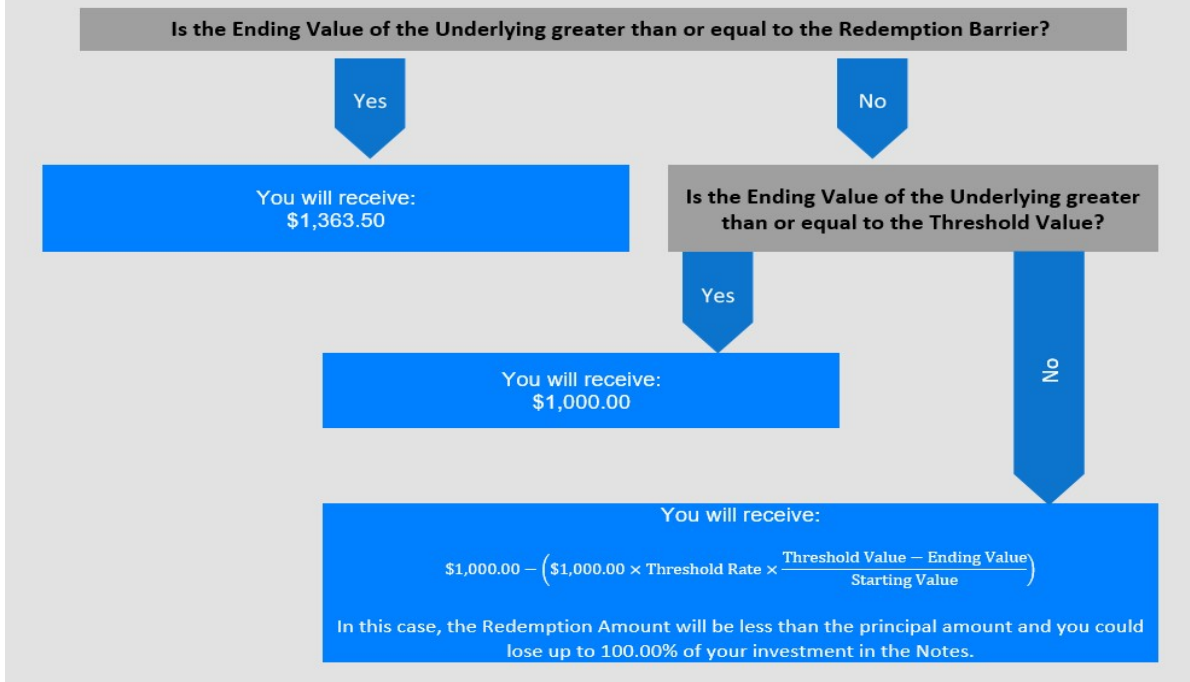 Is the Ending Value of the Underlying greater than or equal to the Redemption Barrier?
Yes
No
You will receive:
$1,363.50
Is the Ending Value of the Underlying greater
than or equal to the Threshold Value?
Yes
No
You will receive:
$1,000.00
You will receive:
$1,000.00 − ($1,000.00 × Threshold Rate × (Threshold Value − Ending Value) / Starting Value)
In this case, the Redemption Amount will be less than the principal amount and you could
lose up to 100.00% of your investment in the Notes.